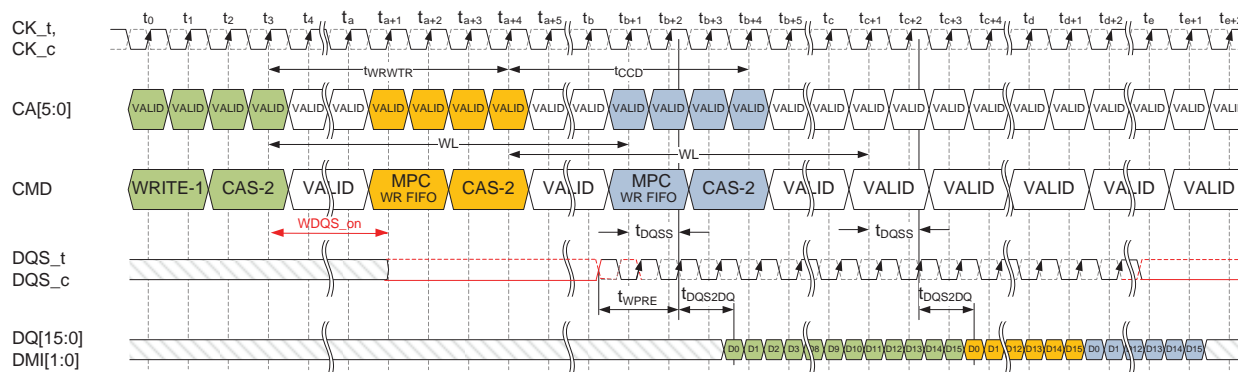 t0 t1 t2 t3 t4 ta ta+1 ta+2 ta+3 ta+4 ta+5 tb tb+1 tb+2 tb+3 tb+4 tb+5 tc tc+1 tc+2 tc+3 tc+4 td td+1 td+2 te te+1 te+2
CK_t,
CK_c
tWRWTR tCCD
CA[5:0] VALID VALID VALID VALID VALID VALID VALID VALID VALID VALID VALID VALID VALID VALID VALID VALID VALID VALID VALID VALID VALID VALID VALID VALID VALID VALID VALID VALID
WL WL
CMD WRITE-1 CAS-2 VALID MPC WR FIFO CAS-2 VALID MPC WR FIFO CAS-2 VALID VALID VALID VALID VALID VALID
WDQS_on tDQSS tDQSS
DQS_t
DQS_c
tWPRE tDQS2DQ tDQS2DQ
DQ[15:0]
DMI[1:0]
D0 D1 D2 D3 D8 D9 D10 D11 D12 D13 D14 D15 D0 D1 D12 D13 D14 D15 D0 D1 D12 D13 D14 D15